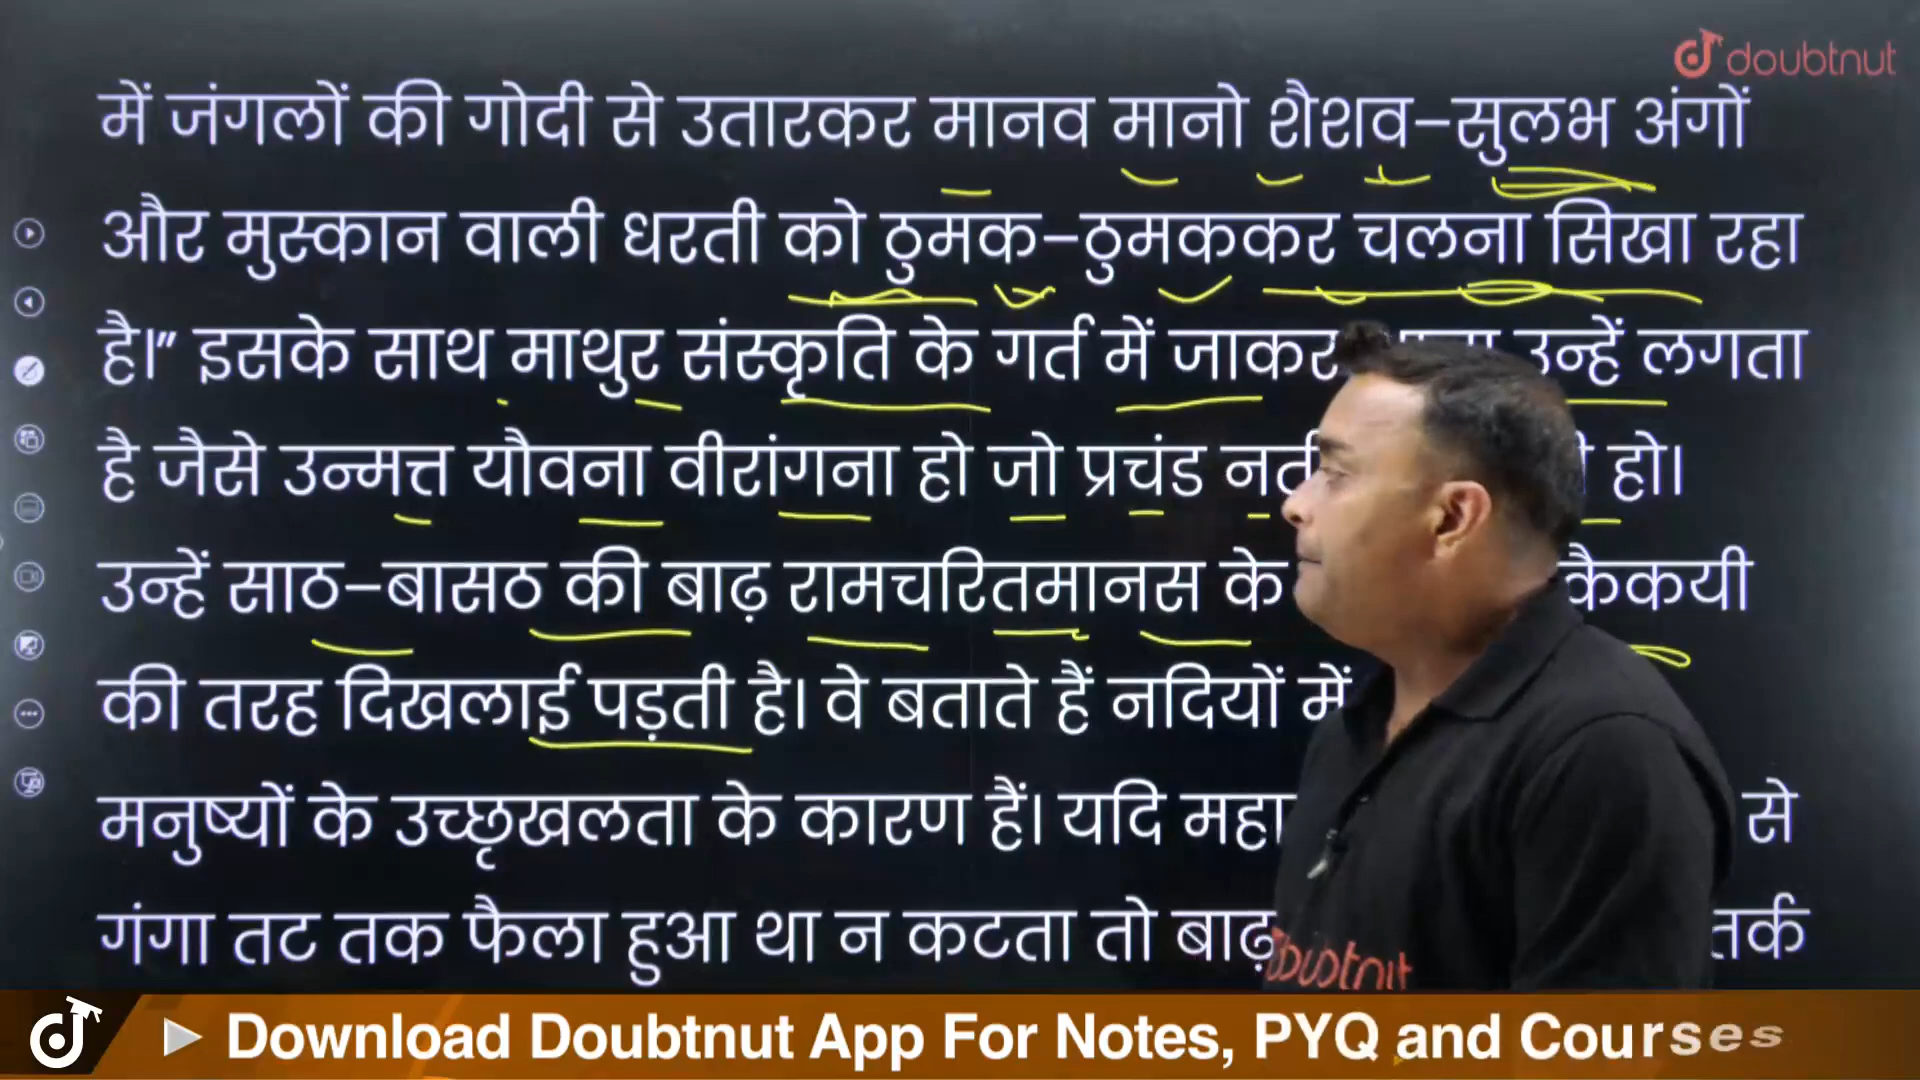 doubtnut
में जंगलों की गोदी से उतारकर मानव मानो शैशव–सुलभ अंगों
और मुस्कान वाली धरती को ठुमक–ठुमककर चलना सिखा रहा
है।” इसके साथ माथुर संस्कृति के गर्त में जाकर उन्हें लगता
है जैसे उन्मत्त यौवना वीरांगना हो जो प्रचंड हो।
उन्हें साठ–बासठ की बाढ़ रामचरितमानस के कैकयी
की तरह दिखलाई पड़ती है। वे बताते हैं नदियों में
मनुष्यों के उच्छृखलता के कारण हैं। यदि से
गंगा तट तक फैला हुआ था न कटता तो बाढ़ तर्क
doubtnut
Download Doubtnut App For Notes, PYQ and Courses